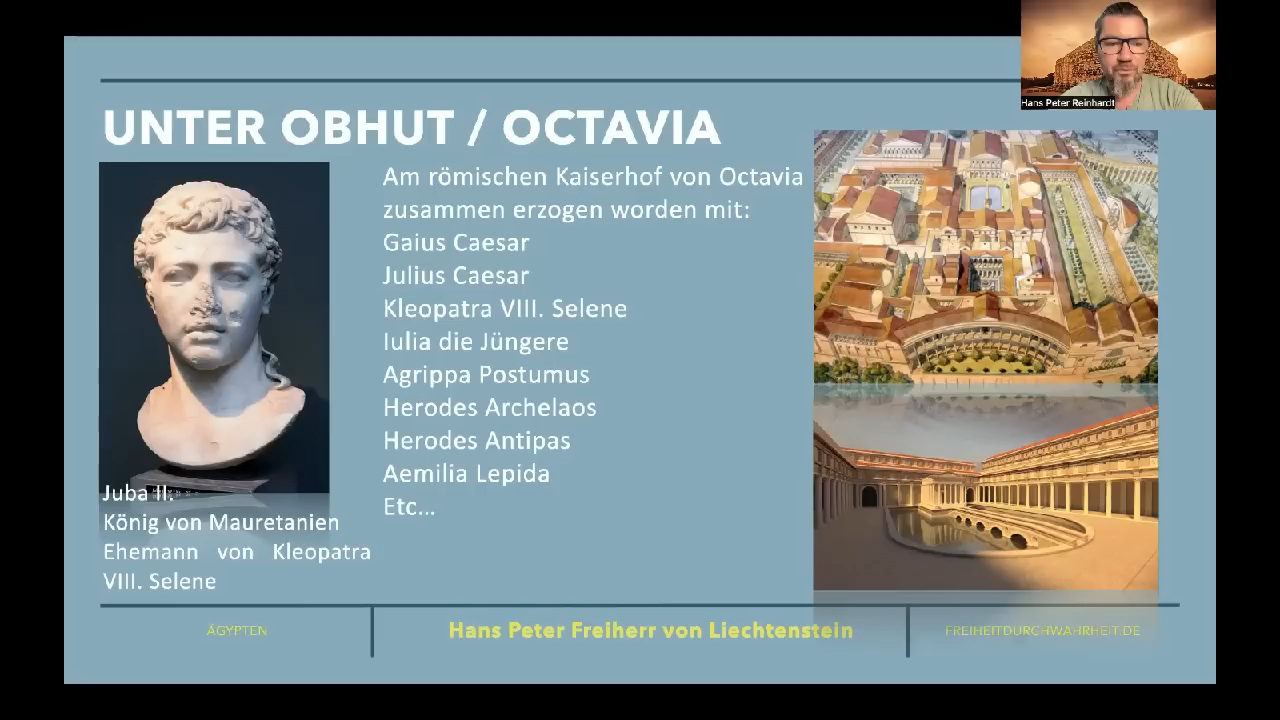 Hans Peter Reinhardt
UNTER OBHUT / OCTAVIA
Am römischen Kaiserhof von Octavia
zusammen erzogen worden mit:
Gaius Caesar
Julius Caesar
Kleopatra VIII. Selene
Iulia die Jüngere
Agrippa Postumus
Herodes Archelaos
Herodes Antipas
Aemilia Lepida
Etc...
Juba II.
König von Mauretanien
Ehemann von Kleopatra
VIII. Selene
ÄGYPTEN
Hans Peter Freiherr von Liechtenstein
FREIHEITDURCHWAHRHEIT.DE